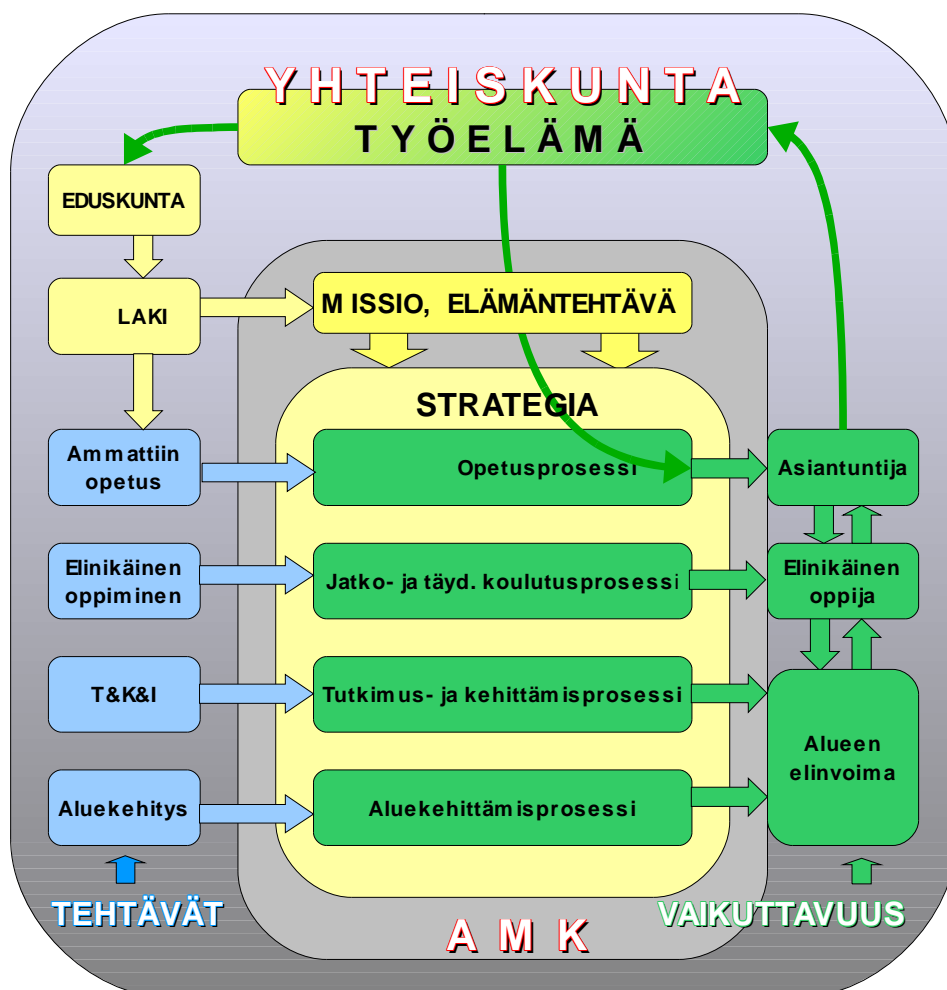 YHTEISKUNTA
TYÖELÄMÄ
EDUSKUNTA
LAKI
MISSIO, ELÄMÄNTEHTÄVÄ
STRATEGIA
Ammattiin
opetus
Opetusprosessi
Asiantuntija
Elinikäinen
oppiminen
Jatko- ja täyd. koulutusprosessi
Elinikäinen
oppija
T&K&I
Tutkimus- ja kehittämisprosessi
Alueen
elinvoima
Aluekehitys
Aluekehittämisprosessi
TEHTÄVÄT
VAIKUTTAVUUS
AMK